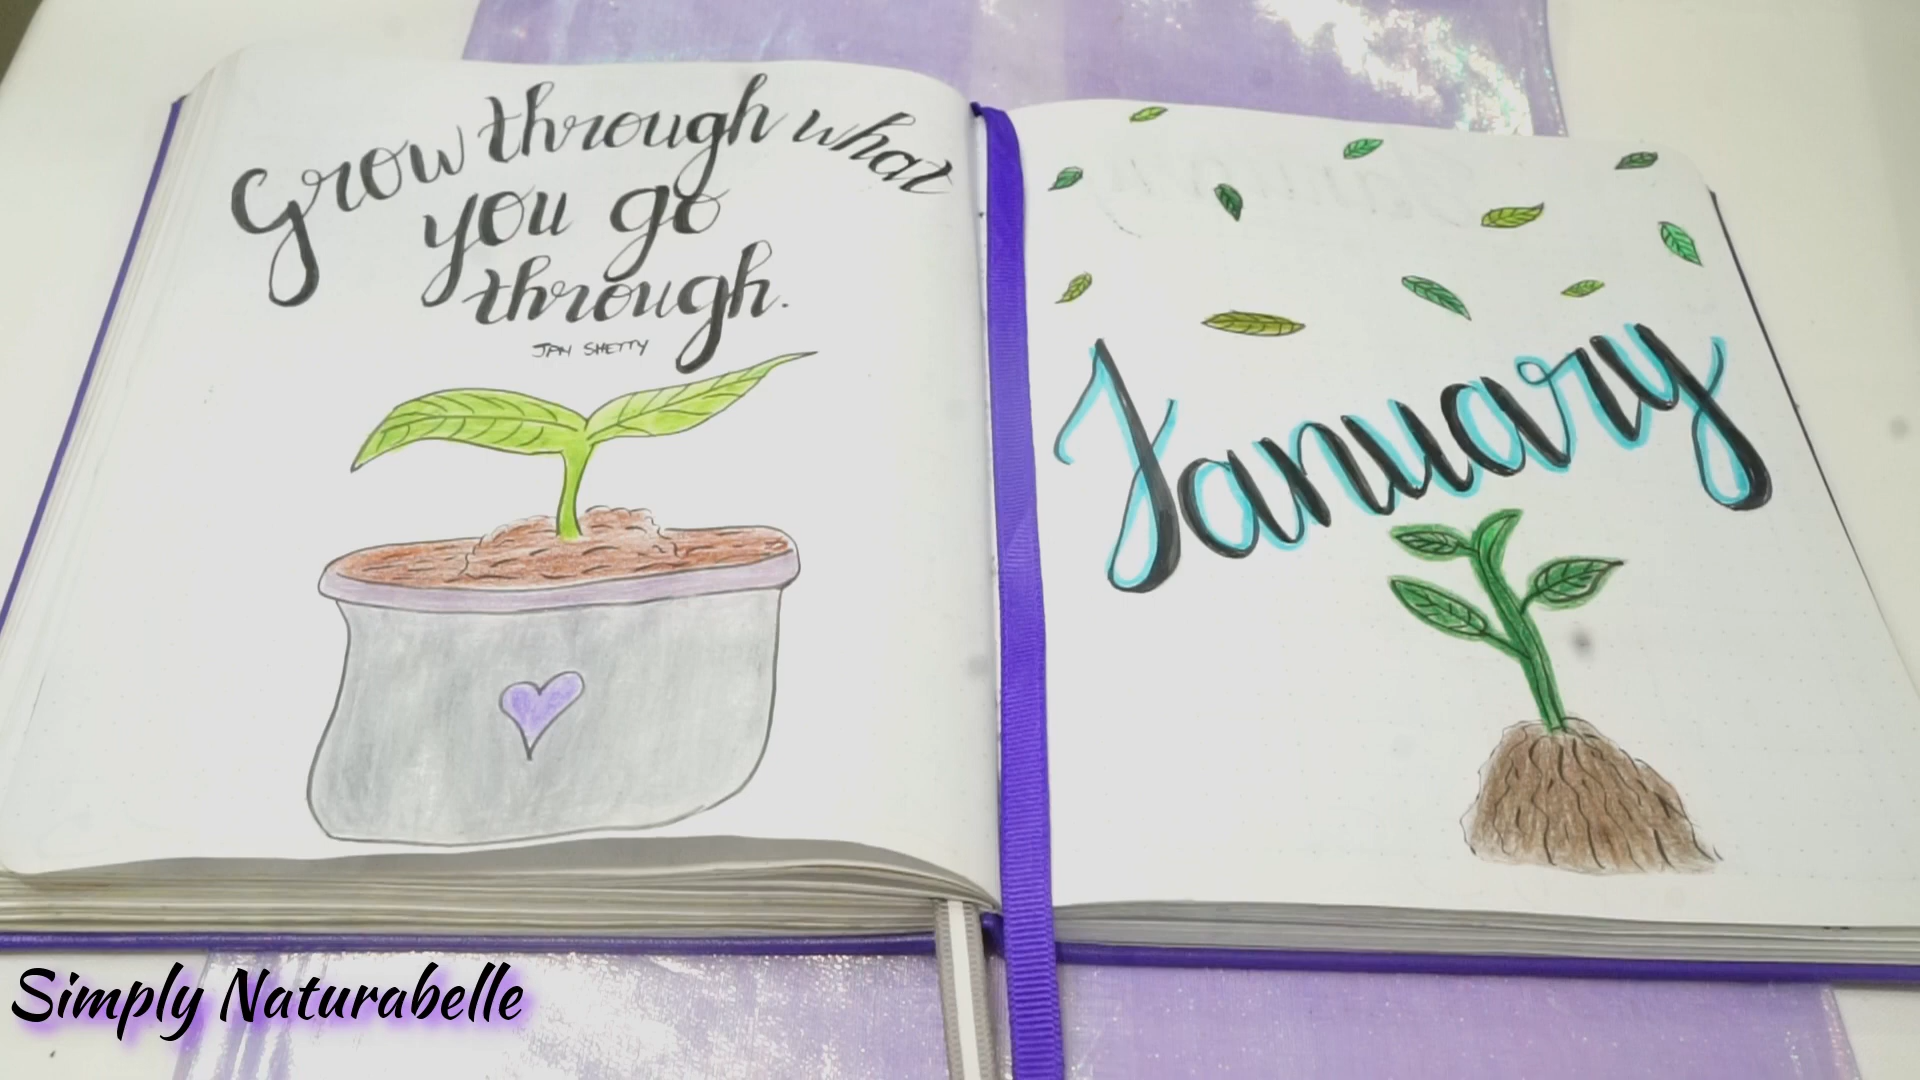 Grow through what
you go
through.
JAY SHETTY
January
Simply Naturabelle